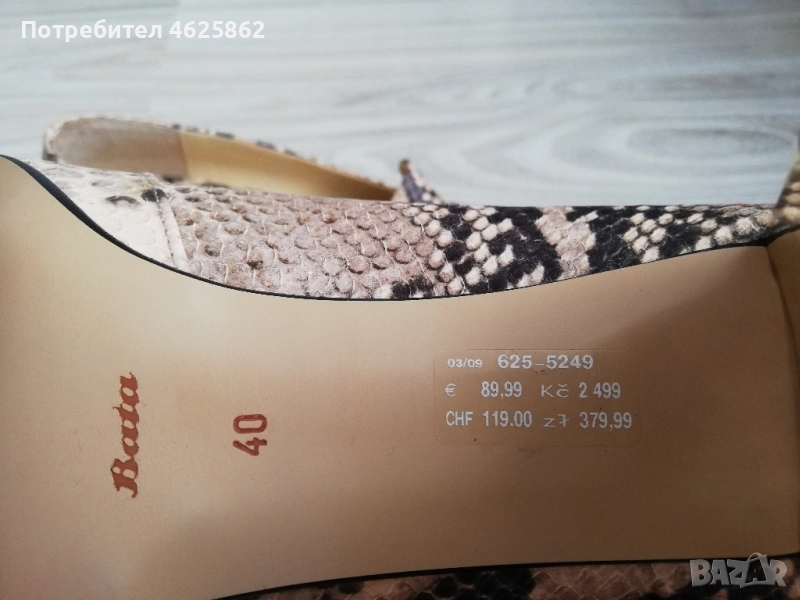 Потребител 4625862
03/09 625-5249
€ 89,99 Kč 2 499
CHF 119.00 zł 379,99
Bata
40
BAZAR